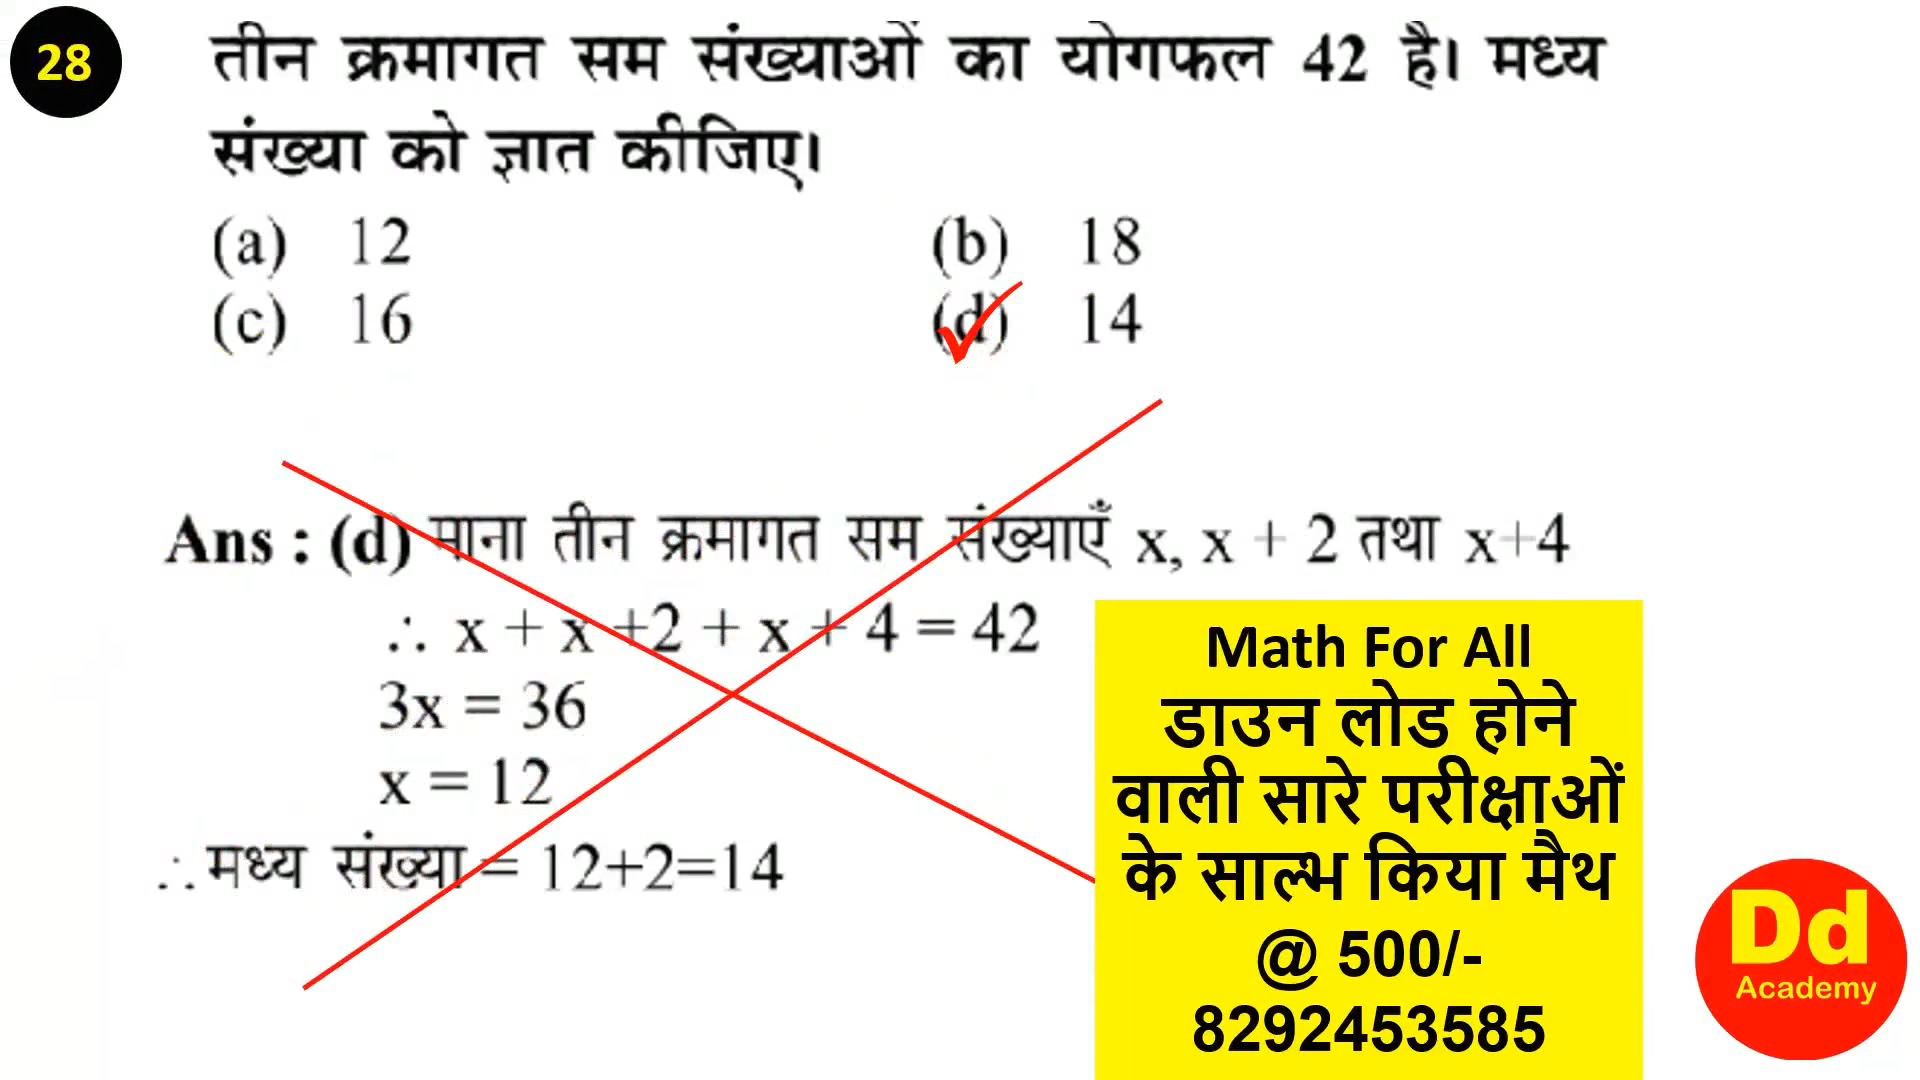 28
तीन क्रमागत सम संख्याओं का योगफल 42 है। मध्य
संख्या को ज्ञात कीजिए।
(a) 12 (b) 18
(c) 16 (d) 14
Ans : (d) माना तीन क्रमागत सम संख्याएँ x, x + 2 तथा x+4
∴ x + x +2 + x + 4 = 42
3x = 36
x = 12
∴ मध्य संख्या = 12+2=14
Math For All
डाउन लोड होने
वाली सारे परीक्षाओं
के साल्भ किया मैथ
@ 500/-
8292453585
Dd
Academy